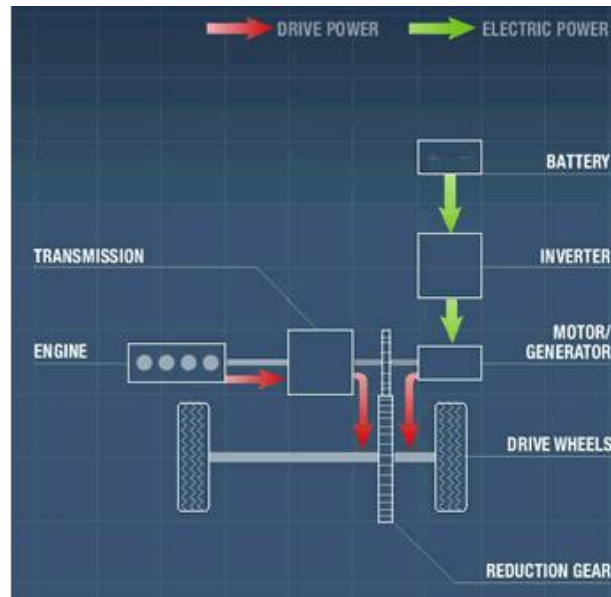 DRIVE POWER
ELECTRIC POWER
BATTERY
TRANSMISSION
INVERTER
ENGINE
MOTOR/
GENERATOR
DRIVE WHEELS
REDUCTION GEAR